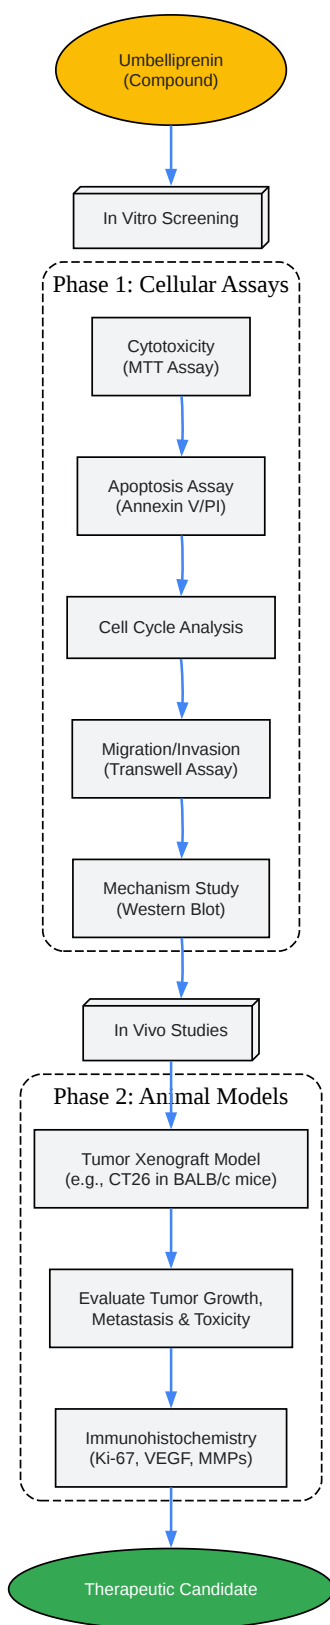 Umbelliprenin
(Compound)
In Vitro Screening
Phase 1: Cellular Assays
Cytotoxicity
(MTT Assay)
Apoptosis Assay
(Annexin V/PI)
Cell Cycle Analysis
Migration/Invasion
(Transwell Assay)
Mechanism Study
(Western Blot)
In Vivo Studies
Phase 2: Animal Models
Tumor Xenograft Model
(e.g., CT26 in BALB/c mice)
Evaluate Tumor Growth,
Metastasis & Toxicity
Immunohistochemistry
(Ki-67, VEGF, MMPs)
Therapeutic Candidate